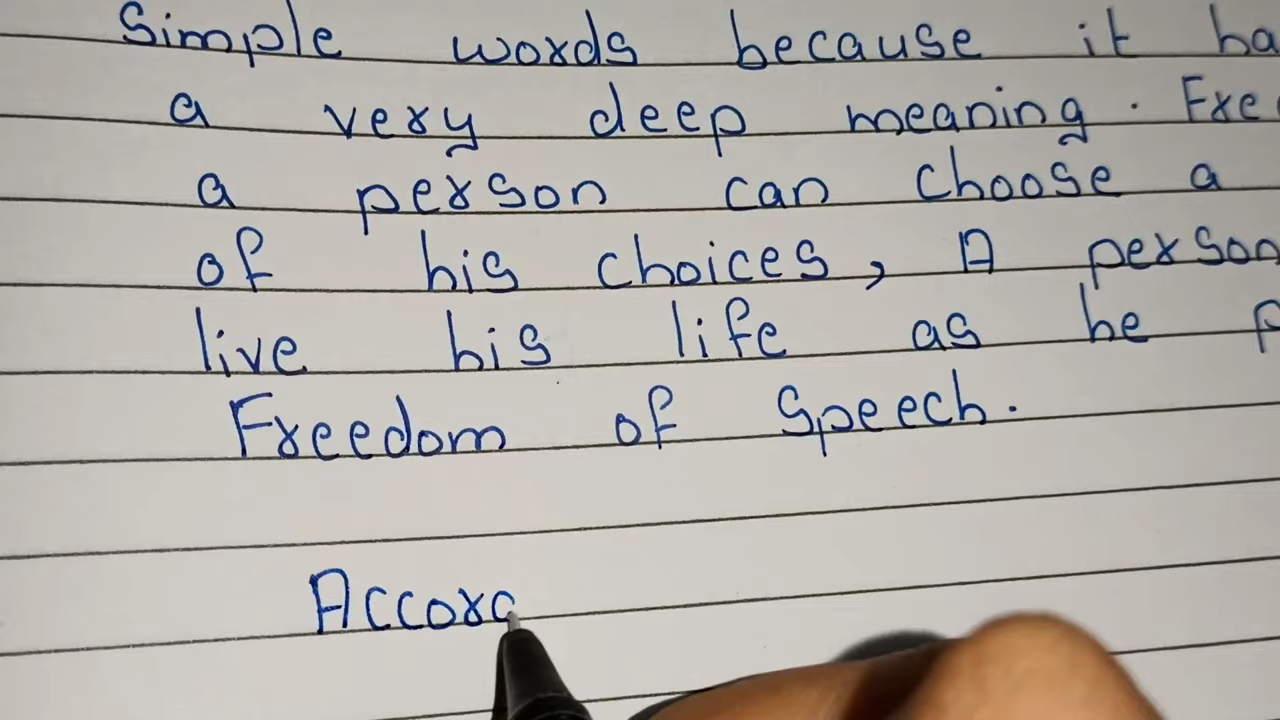 Simple words because it ha
a very deep meaning. Free
a person can choose a
of his choices, A person
live his life as he
Freedom of Speech.
Accor